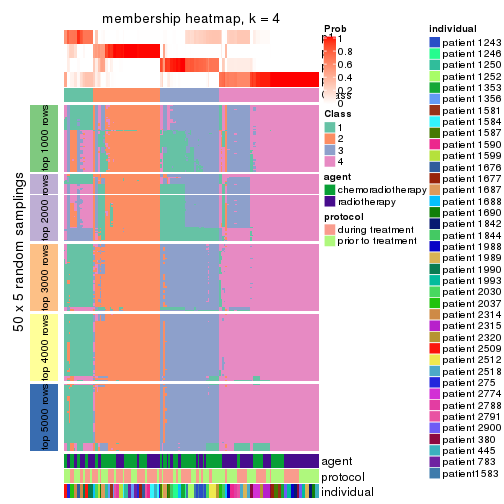 membership heatmap, k = 4
50 x 5 random samplings
top 1000 rows
top 2000 rows
top 3000 rows
top 4000 rows
top 5000 rows
agent
protocol
individual
Prob
1
0.8
0.6
0.4
0.2
0
Class
1
2
3
4
agent
chemoradiotherapy
radiotherapy
protocol
during treatment
prior to treatment
individual
patient 1243
patient 1246
patient 1250
patient 1252
patient 1353
patient 1356
patient 1581
patient 1584
patient 1587
patient 1590
patient 1599
patient 1676
patient 1677
patient 1687
patient 1688
patient 1690
patient 1842
patient 1844
patient 1988
patient 1989
patient 1990
patient 1993
patient 2030
patient 2037
patient 2314
patient 2315
patient 2320
patient 2509
patient 2512
patient 2518
patient 275
patient 2774
patient 2788
patient 2791
patient 2900
patient 380
patient 445
patient 783
patient1583